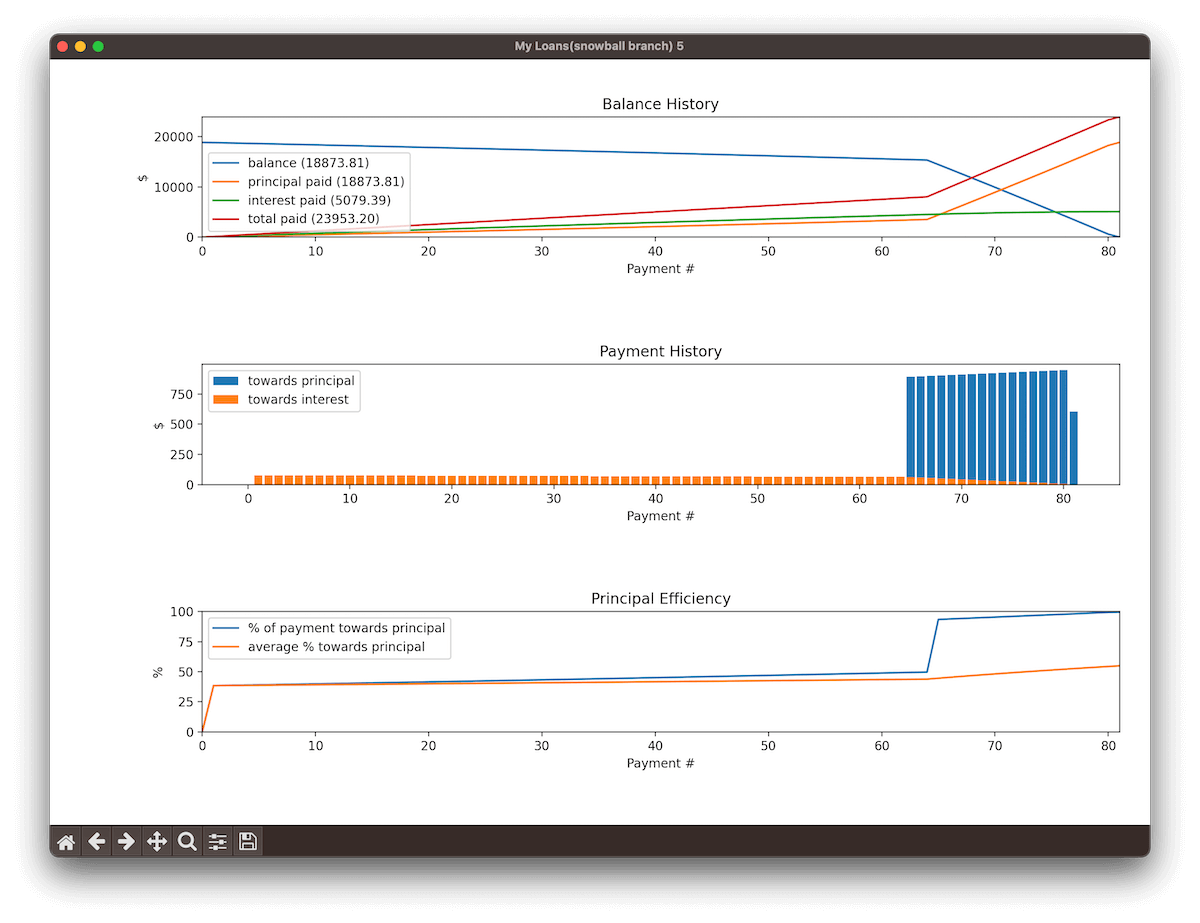 My Loans(snowball branch) 5
Balance History
20000
10000
0
$
balance (18873.81)
principal paid (18873.81)
interest paid (5079.39)
total paid (23953.20)
0 10 20 30 40 50 60 70 80
Payment #
Payment History
750
500
250
0
$
towards principal
towards interest
0 10 20 30 40 50 60 70 80
Payment #
Principal Efficiency
100
75
50
25
0
%
% of payment towards principal
average % towards principal
0 10 20 30 40 50 60 70 80
Payment #